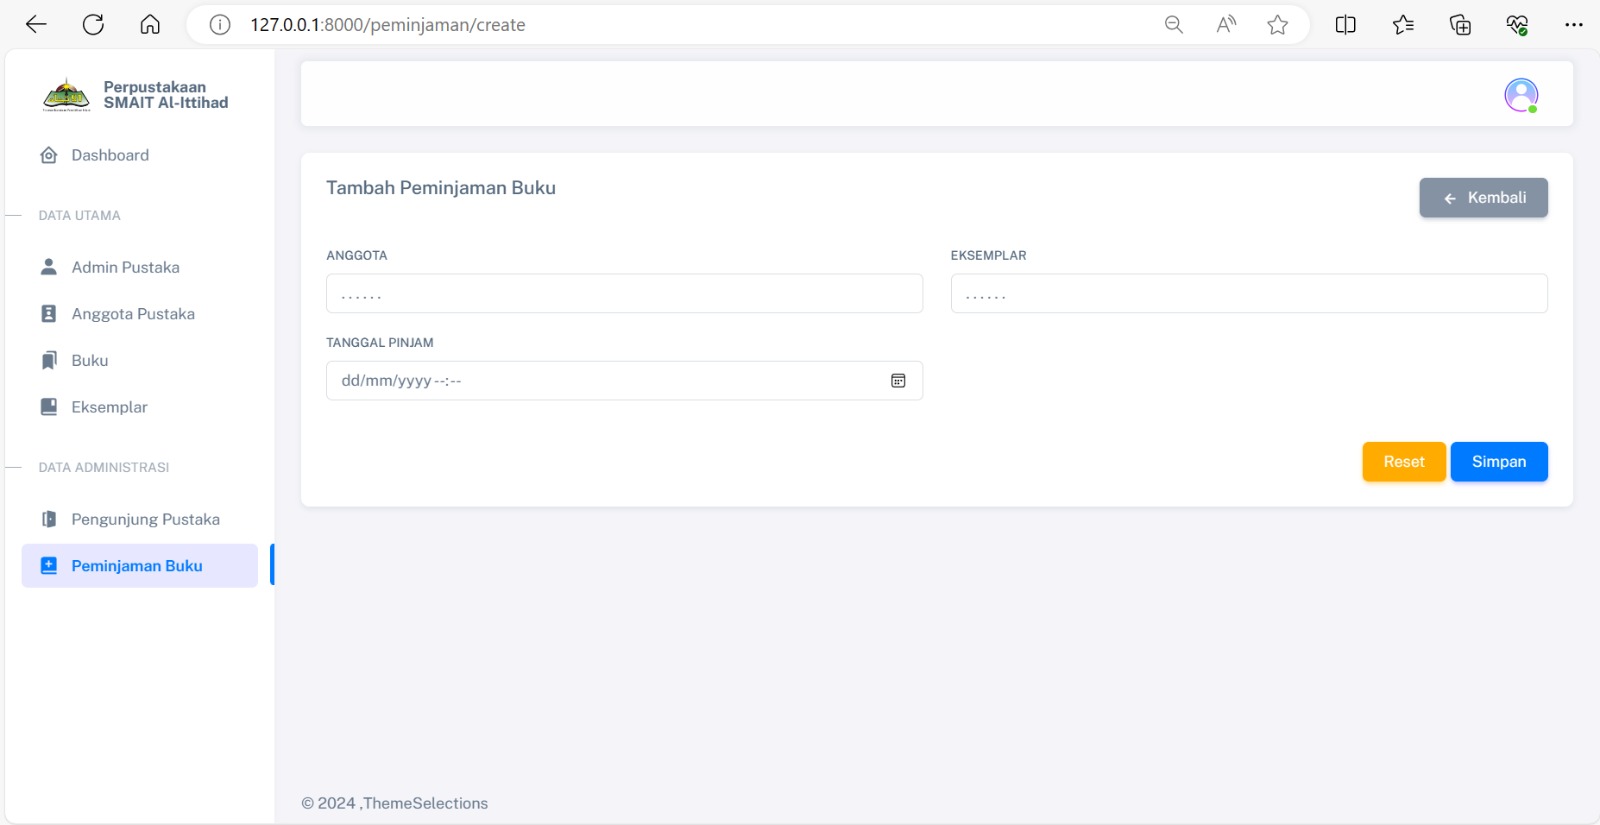 127.0.0.1:8000/peminjaman/create
Perpustakaan
SMAIT Al-Ittihad
Dashboard
DATA UTAMA
Admin Pustaka
Anggota Pustaka
Buku
Eksemplar
DATA ADMINISTRASI
Pengunjung Pustaka
Peminjaman Buku
Tambah Peminjaman Buku
Kembali
ANGGOTA
EKSEMPLAR
......
......
TANGGAL PINJAM
dd/mm/yyyy --:--
Reset
Simpan
© 2024 ,ThemeSelections